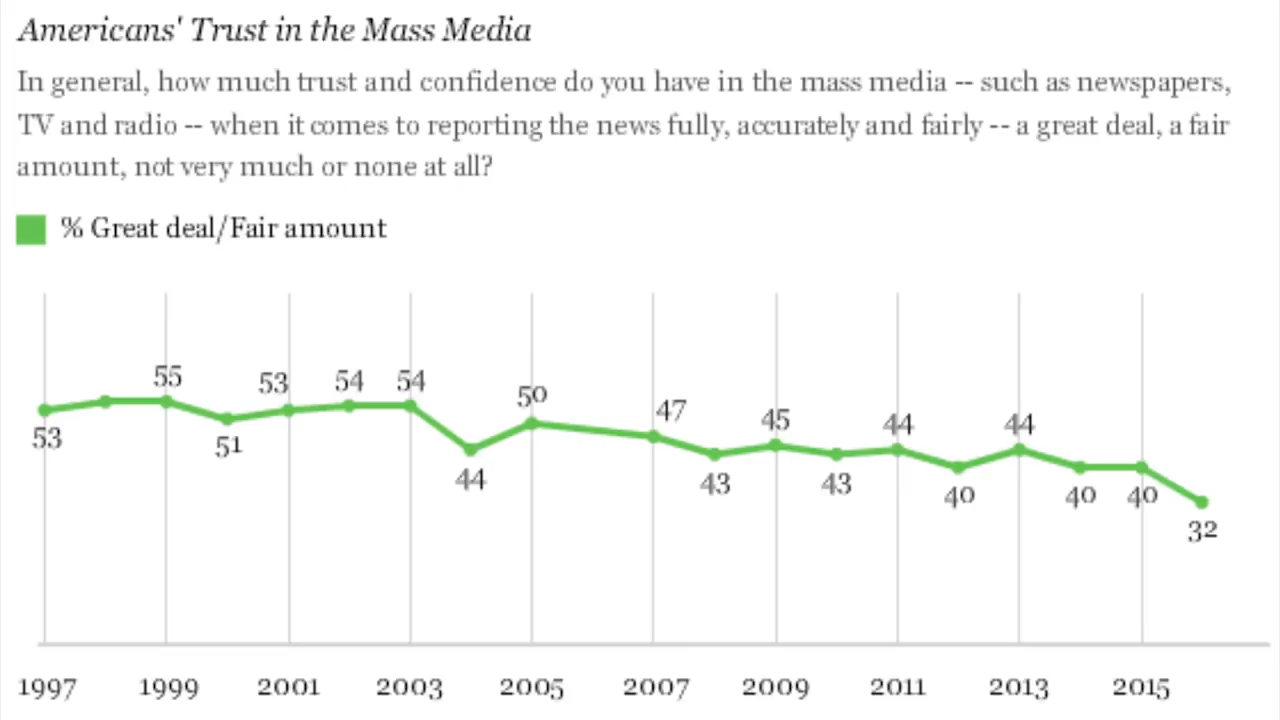 Americans' Trust in the Mass Media
In general, how much trust and confidence do you have in the mass media -- such as newspapers,
TV and radio -- when it comes to reporting the news fully, accurately and fairly -- a great deal, a fair
amount, not very much or none at all?
% Great deal/Fair amount
53 55 51 53 54 54 44 50 47 43 45 43 44 40 44 40 40 32
1997 1999 2001 2003 2005 2007 2009 2011 2013 2015